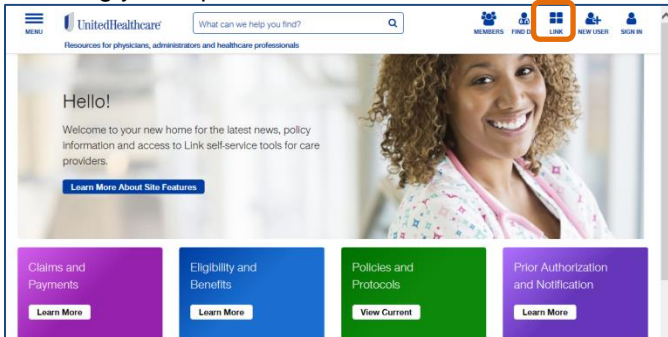 UnitedHealthcare
What can we help you find?
MENU
MEMBERS
FIND D
LINK
NEW USER
SIGN IN
Resources for physicians, administrators and healthcare professionals
Hello!
Welcome to your new home for the latest news, policy
information and access to Link self-service tools for care
providers.
Learn More About Site Features
Claims and
Payments
Learn More
Eligibility and
Benefits
Learn More
Policies and
Protocols
View Current
Prior Authorization
and Notification
Learn More